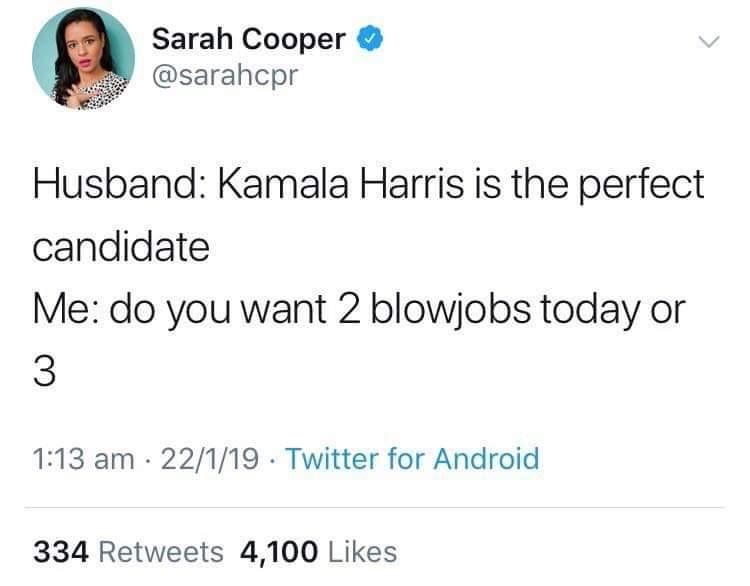 Sarah Cooper
@sarahcpr
Husband: Kamala Harris is the perfect
candidate
Me: do you want 2 blowjobs today or
3
1:13 am · 22/1/19 · Twitter for Android
334 Retweets 4,100 Likes